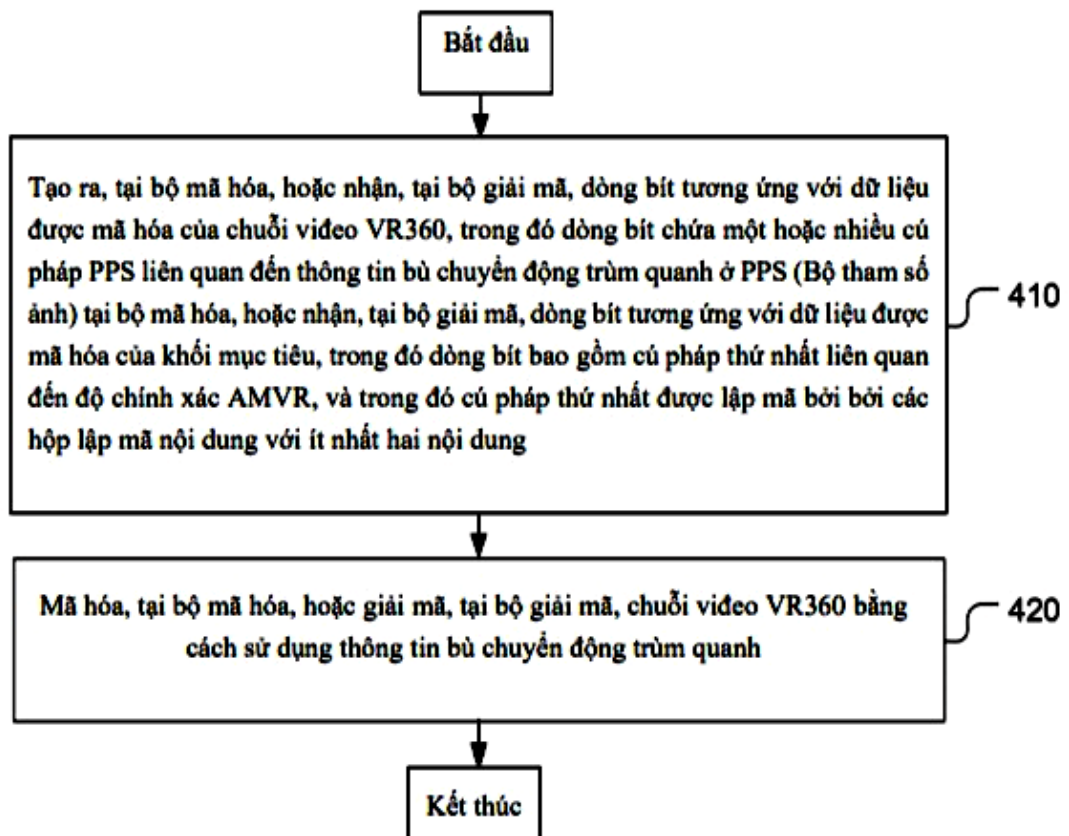 Bắt đầu
Tạo ra, tại bộ mã hóa, hoặc nhận, tại bộ giải mã, dòng bít tương ứng với dữ liệu
được mã hóa của chuỗi viđeo VR360, trong đó dòng bít chứa một hoặc nhiều cú
pháp PPS liên quan đến thông tin bù chuyển động trùm quanh ở PPS (Bộ tham số
ảnh) tại bộ mã hóa, hoặc nhận, tại bộ giải mã, dòng bít tương ứng với dữ liệu được
mã hóa của khối mục tiêu, trong đó dòng bít bao gồm cú pháp thứ nhất liên quan
đến độ chính xác AMVR, và trong đó cú pháp thứ nhất được lập mã bởi bởi các
hộp lập mã nội dung với ít nhất hai nội dung
410
Mã hóa, tại bộ mã hóa, hoặc giải mã, tại bộ giải mã, chuỗi viđeo VR360 bằng
cách sử dụng thông tin bù chuyển động trùm quanh
420
Kết thúc